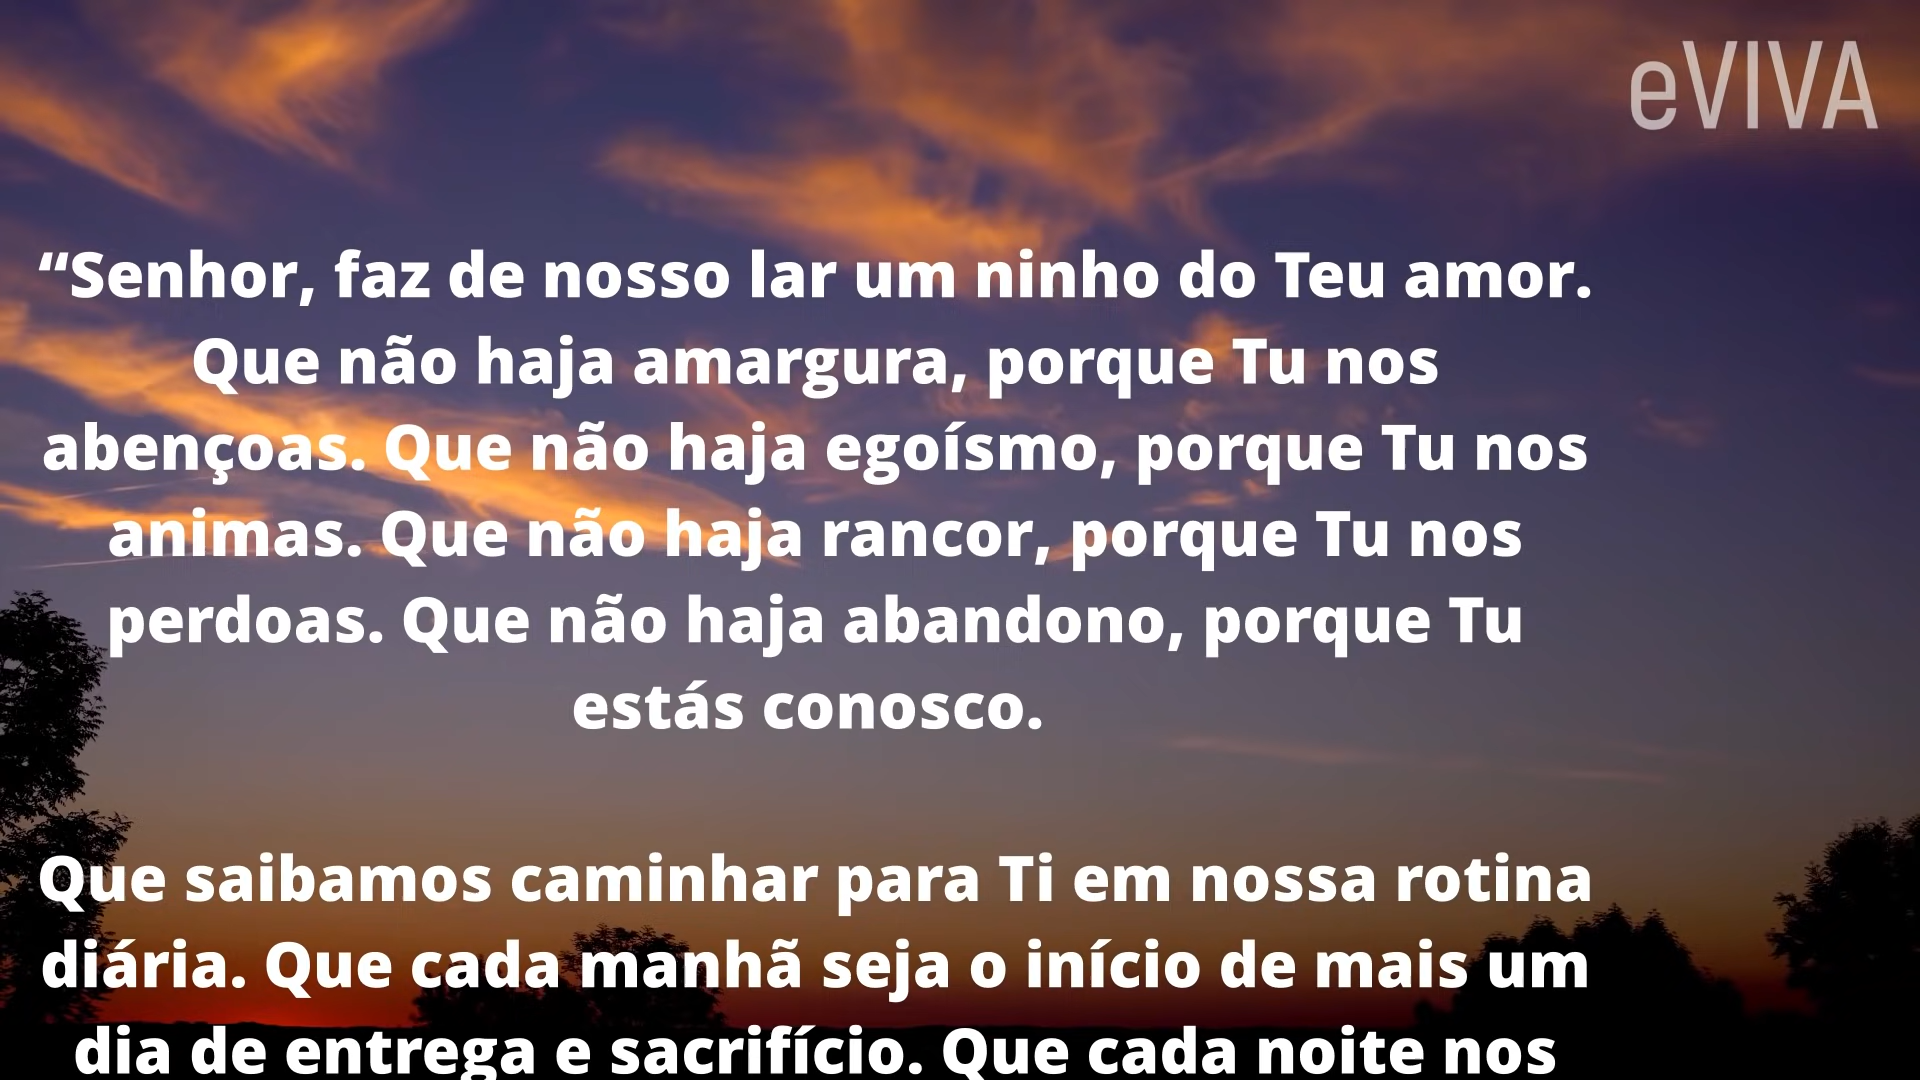 eVIVA
“Senhor, faz de nosso lar um ninho do Teu amor.
Que não haja amargura, porque Tu nos
abençoas. Que não haja egoísmo, porque Tu nos
animas. Que não haja rancor, porque Tu nos
perdoas. Que não haja abandono, porque Tu
estás conosco.
Que saibamos caminhar para Ti em nossa rotina
diária. Que cada manhã seja o início de mais um
dia de entrega e sacrifício. Que cada noite nos